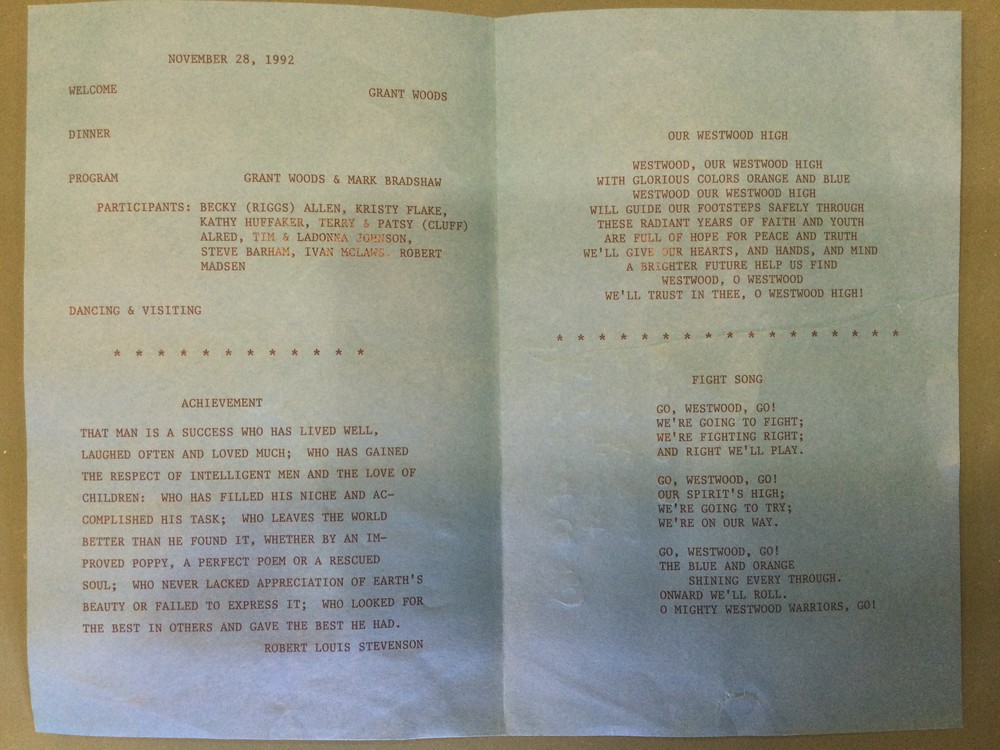 NOVEMBER 28, 1992
WELCOME GRANT WOODS
DINNER
PROGRAM GRANT WOODS & MARK BRADSHAW
PARTICIPANTS: BECKY (RIGGS) ALLEN, KRISTY FLAKE,
KATHY HUFFAKER, TERRY & PATSY (CLUFF)
ALRED, TIM & LADONNA JOHNSON,
STEVE BARHAM, IVAN MCLAWS. ROBERT
MADSEN
DANCING & VISITING
* * * * * * * * * * * *
ACHIEVEMENT
THAT MAN IS A SUCCESS WHO HAS LIVED WELL,
LAUGHED OFTEN AND LOVED MUCH; WHO HAS GAINED
THE RESPECT OF INTELLIGENT MEN AND THE LOVE OF
CHILDREN: WHO HAS FILLED HIS NICHE AND AC-
COMPLISHED HIS TASK; WHO LEAVES THE WORLD
BETTER THAN HE FOUND IT, WHETHER BY AN IM-
PROVED POPPY, A PERFECT POEM OR A RESCUED
SOUL; WHO NEVER LACKED APPRECIATION OF EARTH'S
BEAUTY OR FAILED TO EXPRESS IT; WHO LOOKED FOR
THE BEST IN OTHERS AND GAVE THE BEST HE HAD.
ROBERT LOUIS STEVENSON
OUR WESTWOOD HIGH
WESTWOOD, OUR WESTWOOD HIGH
WITH GLORIOUS COLORS ORANGE AND BLUE
WESTWOOD OUR WESTWOOD HIGH
WILL GUIDE OUR FOOTSTEPS SAFELY THROUGH
THESE RADIANT YEARS OF FAITH AND YOUTH
ARE FULL OF HOPE FOR PEACE AND TRUTH
WE'LL GIVE OUR HEARTS, AND HANDS, AND MIND
A BRIGHTER FUTURE HELP US FIND
WESTWOOD, O WESTWOOD
WE'LL TRUST IN THEE, O WESTWOOD HIGH!
* * * * * * * * * * * * * * * * *
FIGHT SONG
GO, WESTWOOD, GO!
WE'RE GOING TO FIGHT;
WE'RE FIGHTING RIGHT;
AND RIGHT WE'LL PLAY.
GO, WESTWOOD, GO!
OUR SPIRIT'S HIGH;
WE'RE GOING TO TRY;
WE'RE ON OUR WAY.
GO, WESTWOOD, GO!
THE BLUE AND ORANGE
SHINING EVERY THROUGH.
ONWARD WE'LL ROLL.
O MIGHTY WESTWOOD WARRIORS, GO!